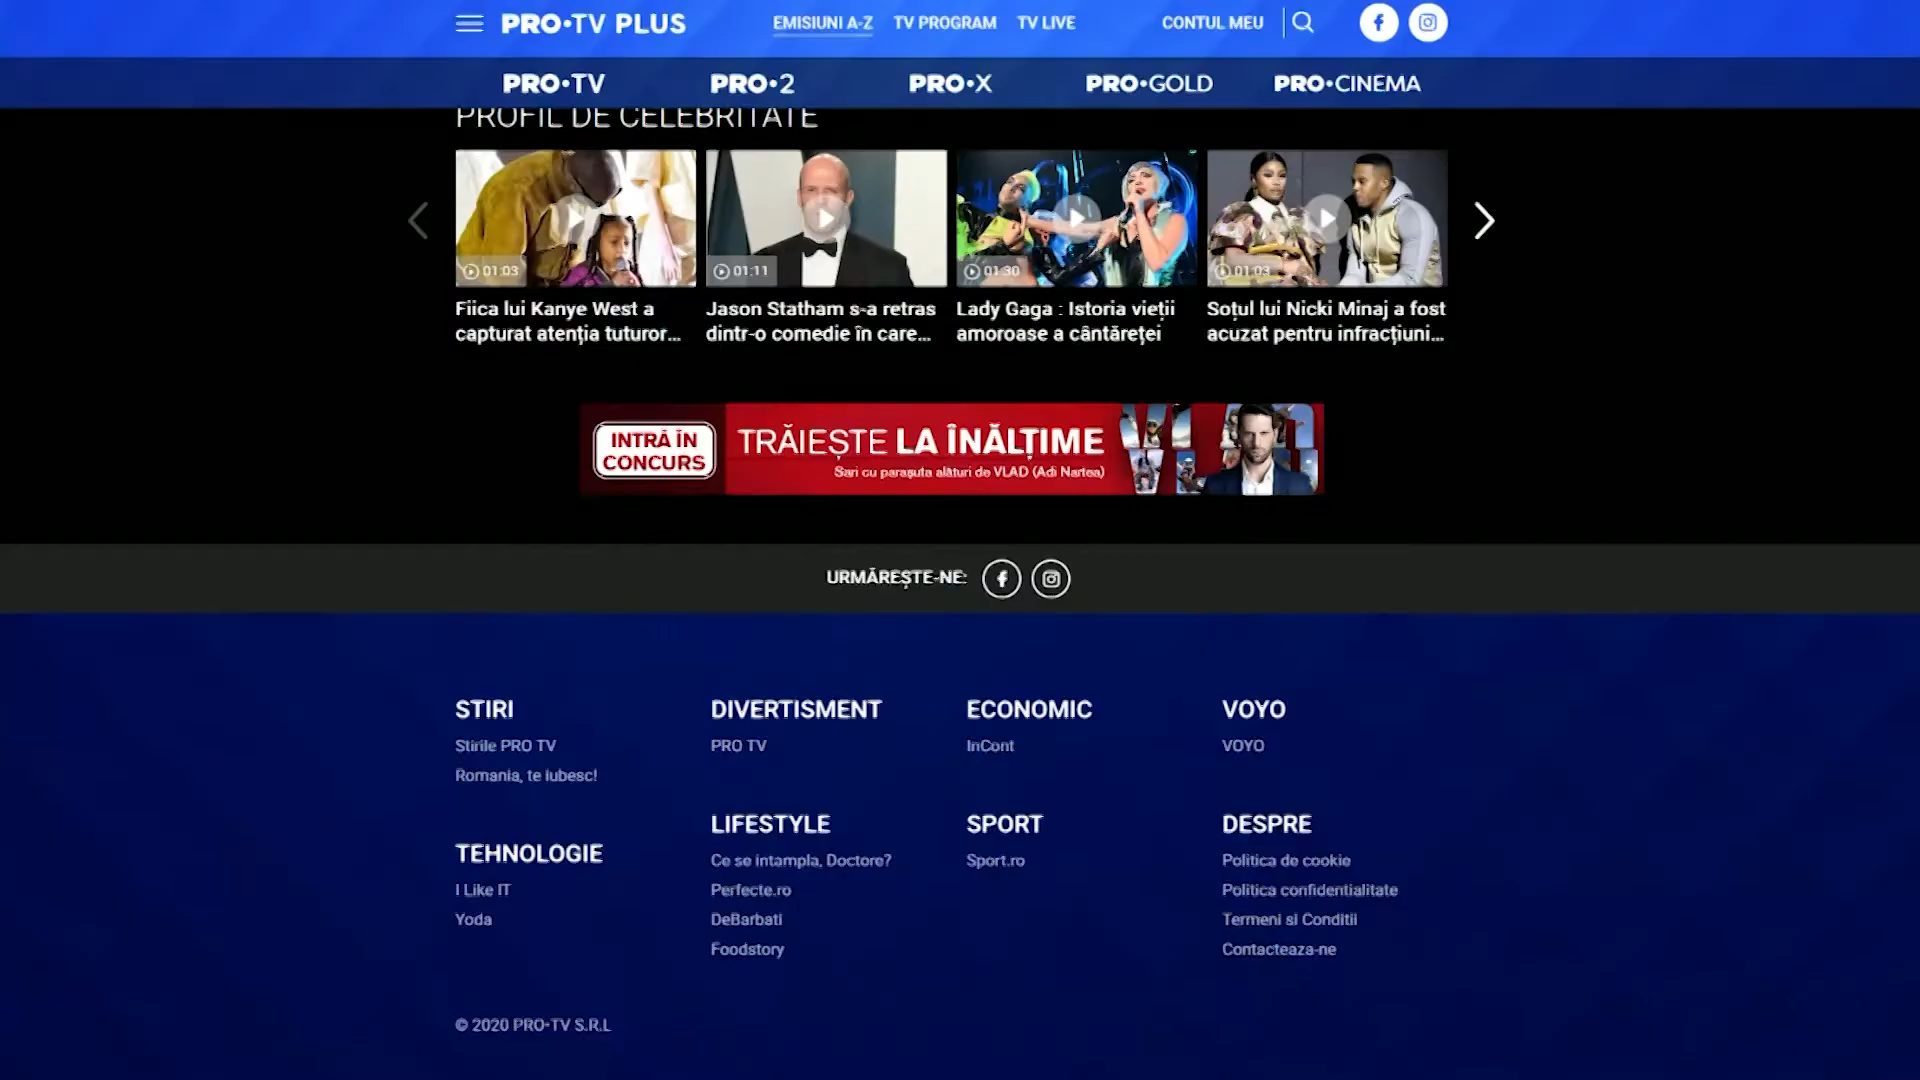 PRO•TV PLUS
EMISIUNI A-Z
TV PROGRAM
TV LIVE
CONTUL MEU
PRO•TV
PRO•2
PRO•X
PRO•GOLD
PRO•CINEMA
PROFIL DE CELEBRITATE
01:03
01:11
01:30
01:03
Fiica lui Kanye West a
capturat atenția tuturor...
Jason Statham s-a retras
dintr-o comedie în care...
Lady Gaga : Istoria vieții
amoroase a cântăreței
Soțul lui Nicki Minaj a fost
acuzat pentru infracțiuni...
INTRĂ ÎN
CONCURS
TRĂIEȘTE LA ÎNĂLȚIME
Sari cu parașuta alături de VLAD (Adi Nartea)
VLAD
URMĂREȘTE-NE:
STIRI
Stirile PRO TV
Romania, te iubesc!
TEHNOLOGIE
I Like IT
Yoda
DIVERTISMENT
PRO TV
LIFESTYLE
Ce se intampla, Doctore?
Perfecte.ro
DeBarbati
Foodstory
ECONOMIC
InCont
SPORT
Sport.ro
VOYO
VOYO
DESPRE
Politica de cookie
Politica confidentialitate
Termeni si Conditii
Contacteaza-ne
© 2020 PRO•TV S.R.L